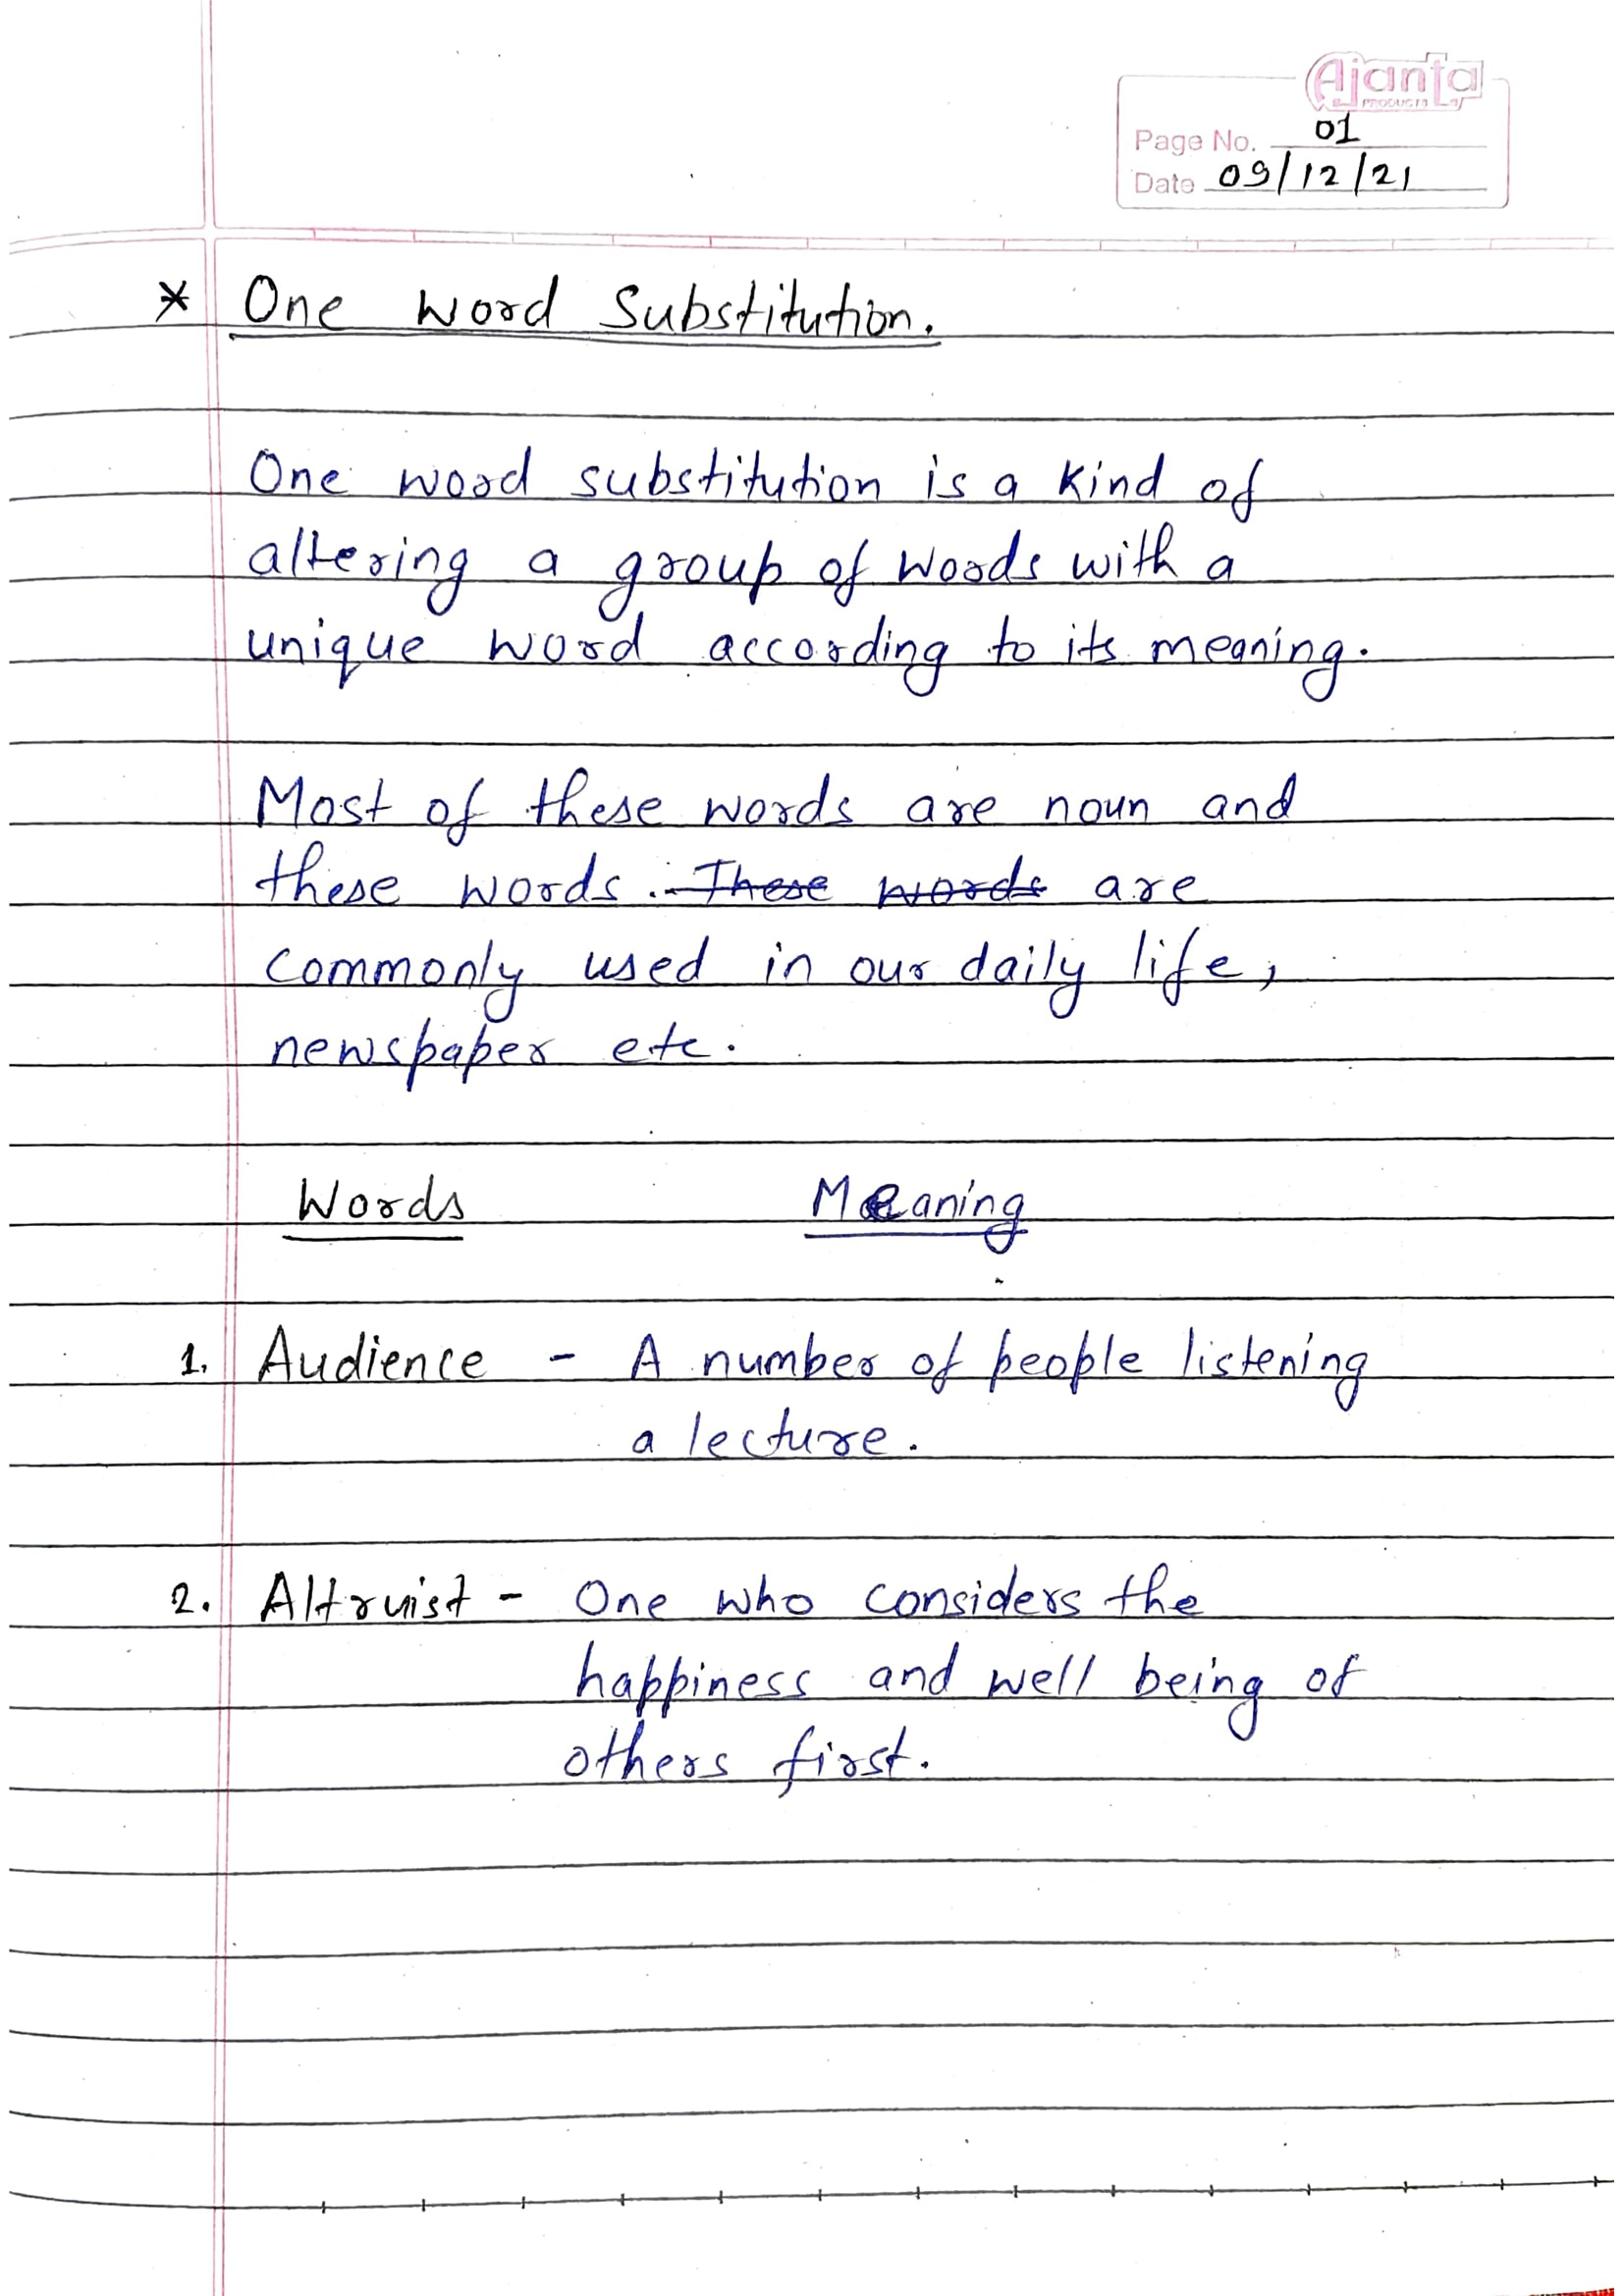 Ajanta
PRODUCTS
Page No. 01
Date 09/12/21
* One word Substitution.
One word substitution is a kind of
altering a group of words with a
unique word according to its meaning.
Most of these words are noun and
these words. These words are
commonly used in our daily life,
newspaper etc.
Words Meaning
1. Audience - A number of people listening
a lecture.
2. Altruist - One who considers the
happiness and well being of
others first.